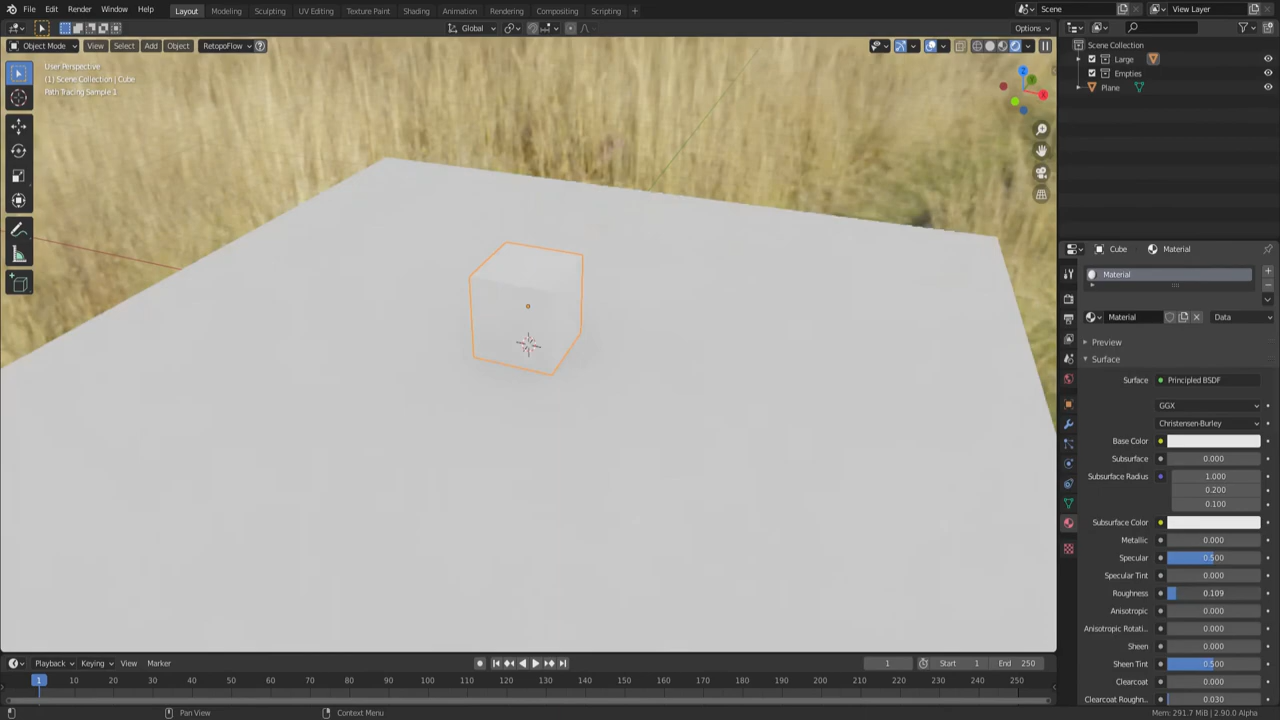 File Edit Render Window Help Layout Modeling Sculpting UV Editing Texture Paint Shading Animation Rendering Compositing Scripting + Scene View Layer
Global Options
Object Mode View Select Add Object RetopoFlow
User Perspective
(1) Scene Collection | Cube
Path Tracing Sample 1
Z
Y
X
Scene Collection
Large
Empties
Plane
Cube Material
Material
Material Data
Preview
Surface
Surface Principled BSDF
GGX
Christensen-Burley
Base Color
Subsurface 0.000
Subsurface Radius 1.000
0.200
0.100
Subsurface Color
Metallic 0.000
Specular 0.500
Specular Tint 0.000
Roughness 0.109
Anisotropic 0.000
Anisotropic Rotati... 0.000
Sheen 0.000
Sheen Tint 0.500
Clearcoat 0.000
Clearcoat Roughn... 0.030
Playback Keying View Marker 1 Start 1 End 250
1 10 20 30 40 50 60 70 80 90 100 110 120 130 140 150 160 170 180 190 200 210 220 230 240 250
Pan View Context Menu Mem: 291.7 MiB | 2.90.0 Alpha